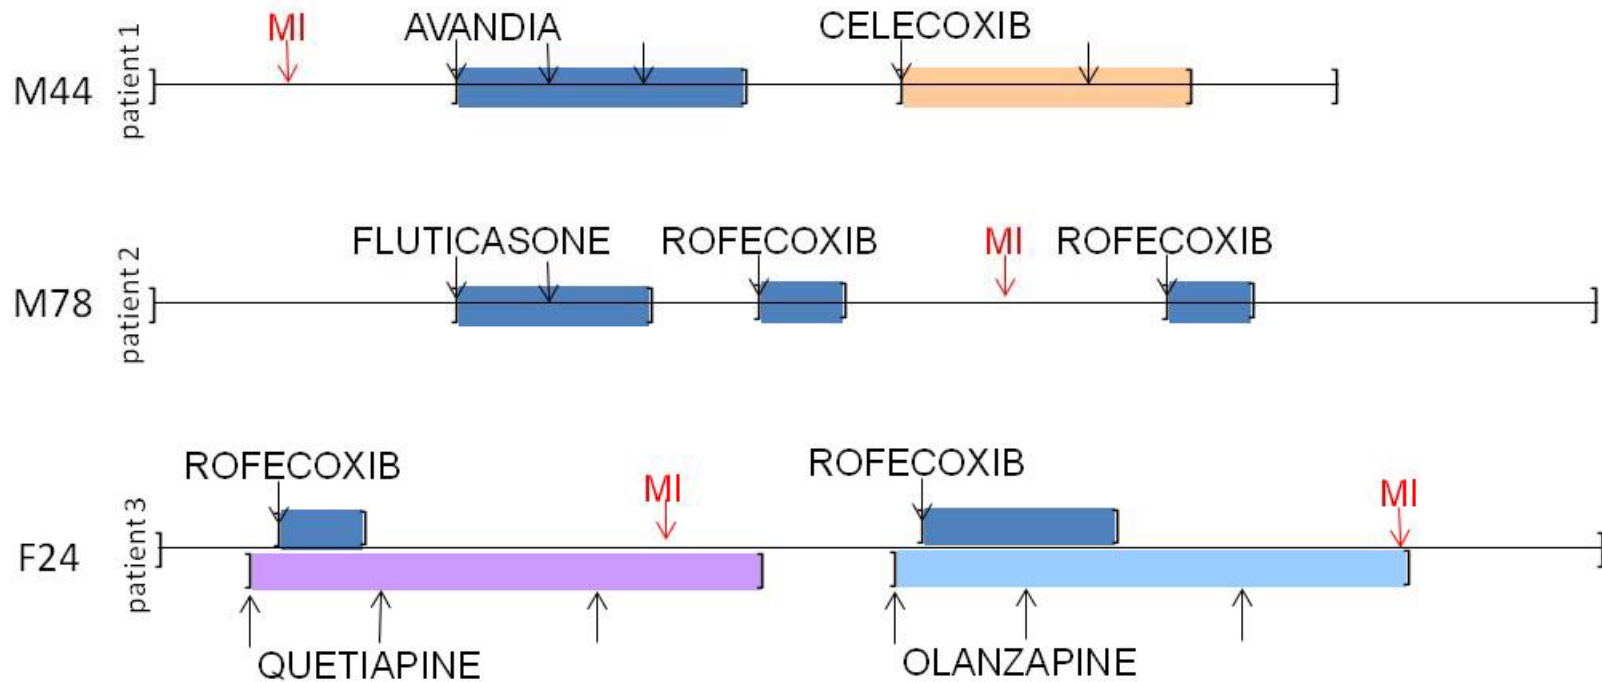 MI AVANDIA CELECOXIB
M44 patient 1
FLUTICASONE ROFECOXIB MI ROFECOXIB
M78 patient 2
ROFECOXIB MI ROFECOXIB MI
F24 patient 3
QUETIAPINE OLANZAPINE